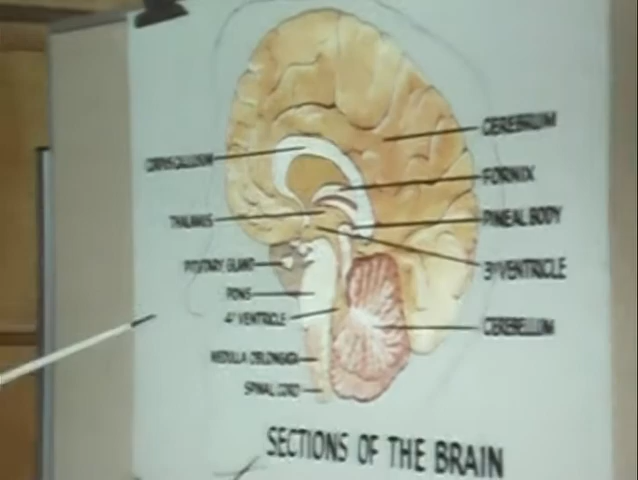 CEREBRUM
CORPUS CALLOSUM
FORNIX
THALAMUS
PINEAL BODY
PITUITARY GLAND
3rd VENTRICLE
PONS
4th VENTRICLE
CEREBELLUM
MEDULLA OBLONGATA
SPINAL CORD
SECTIONS OF THE BRAIN